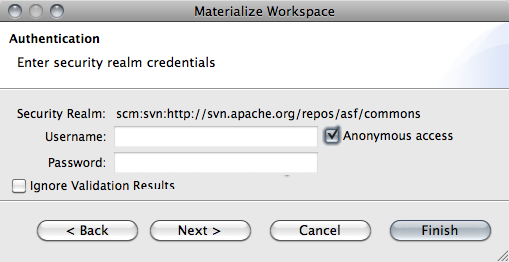 Materialize Workspace
Authentication
Enter security realm credentials
Security Realm: scm:svn:http://svn.apache.org/repos/asf/commons
Username:
Anonymous access
Password:
Ignore Validation Results
< Back Next > Cancel Finish